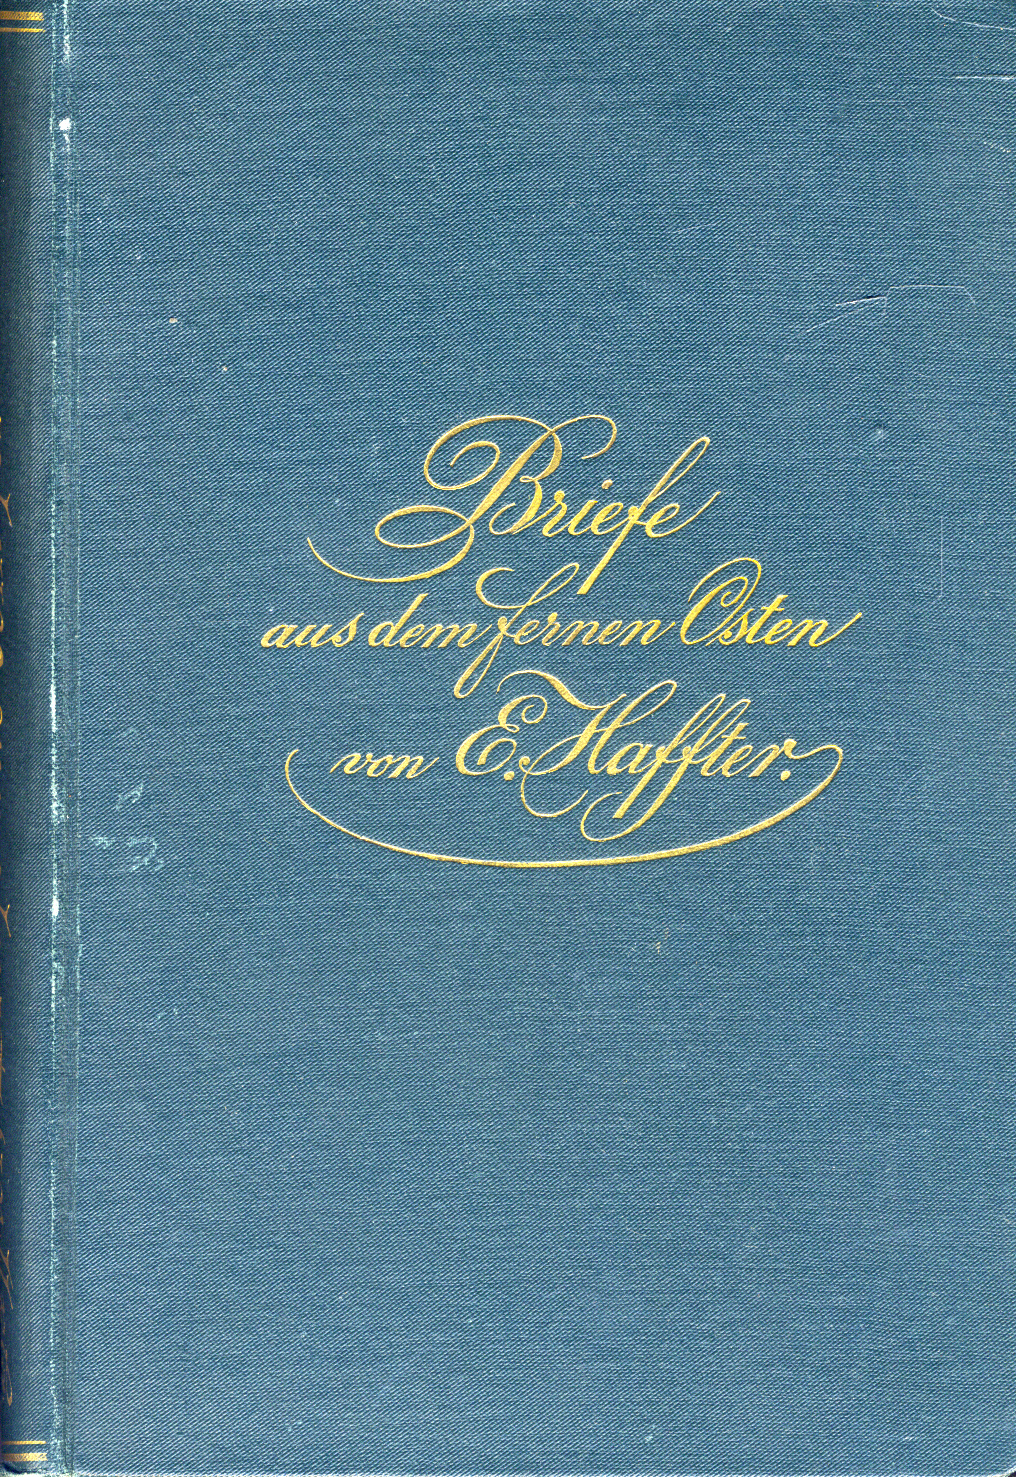 Briefe
aus dem fernen Osten
von E. Haffter.